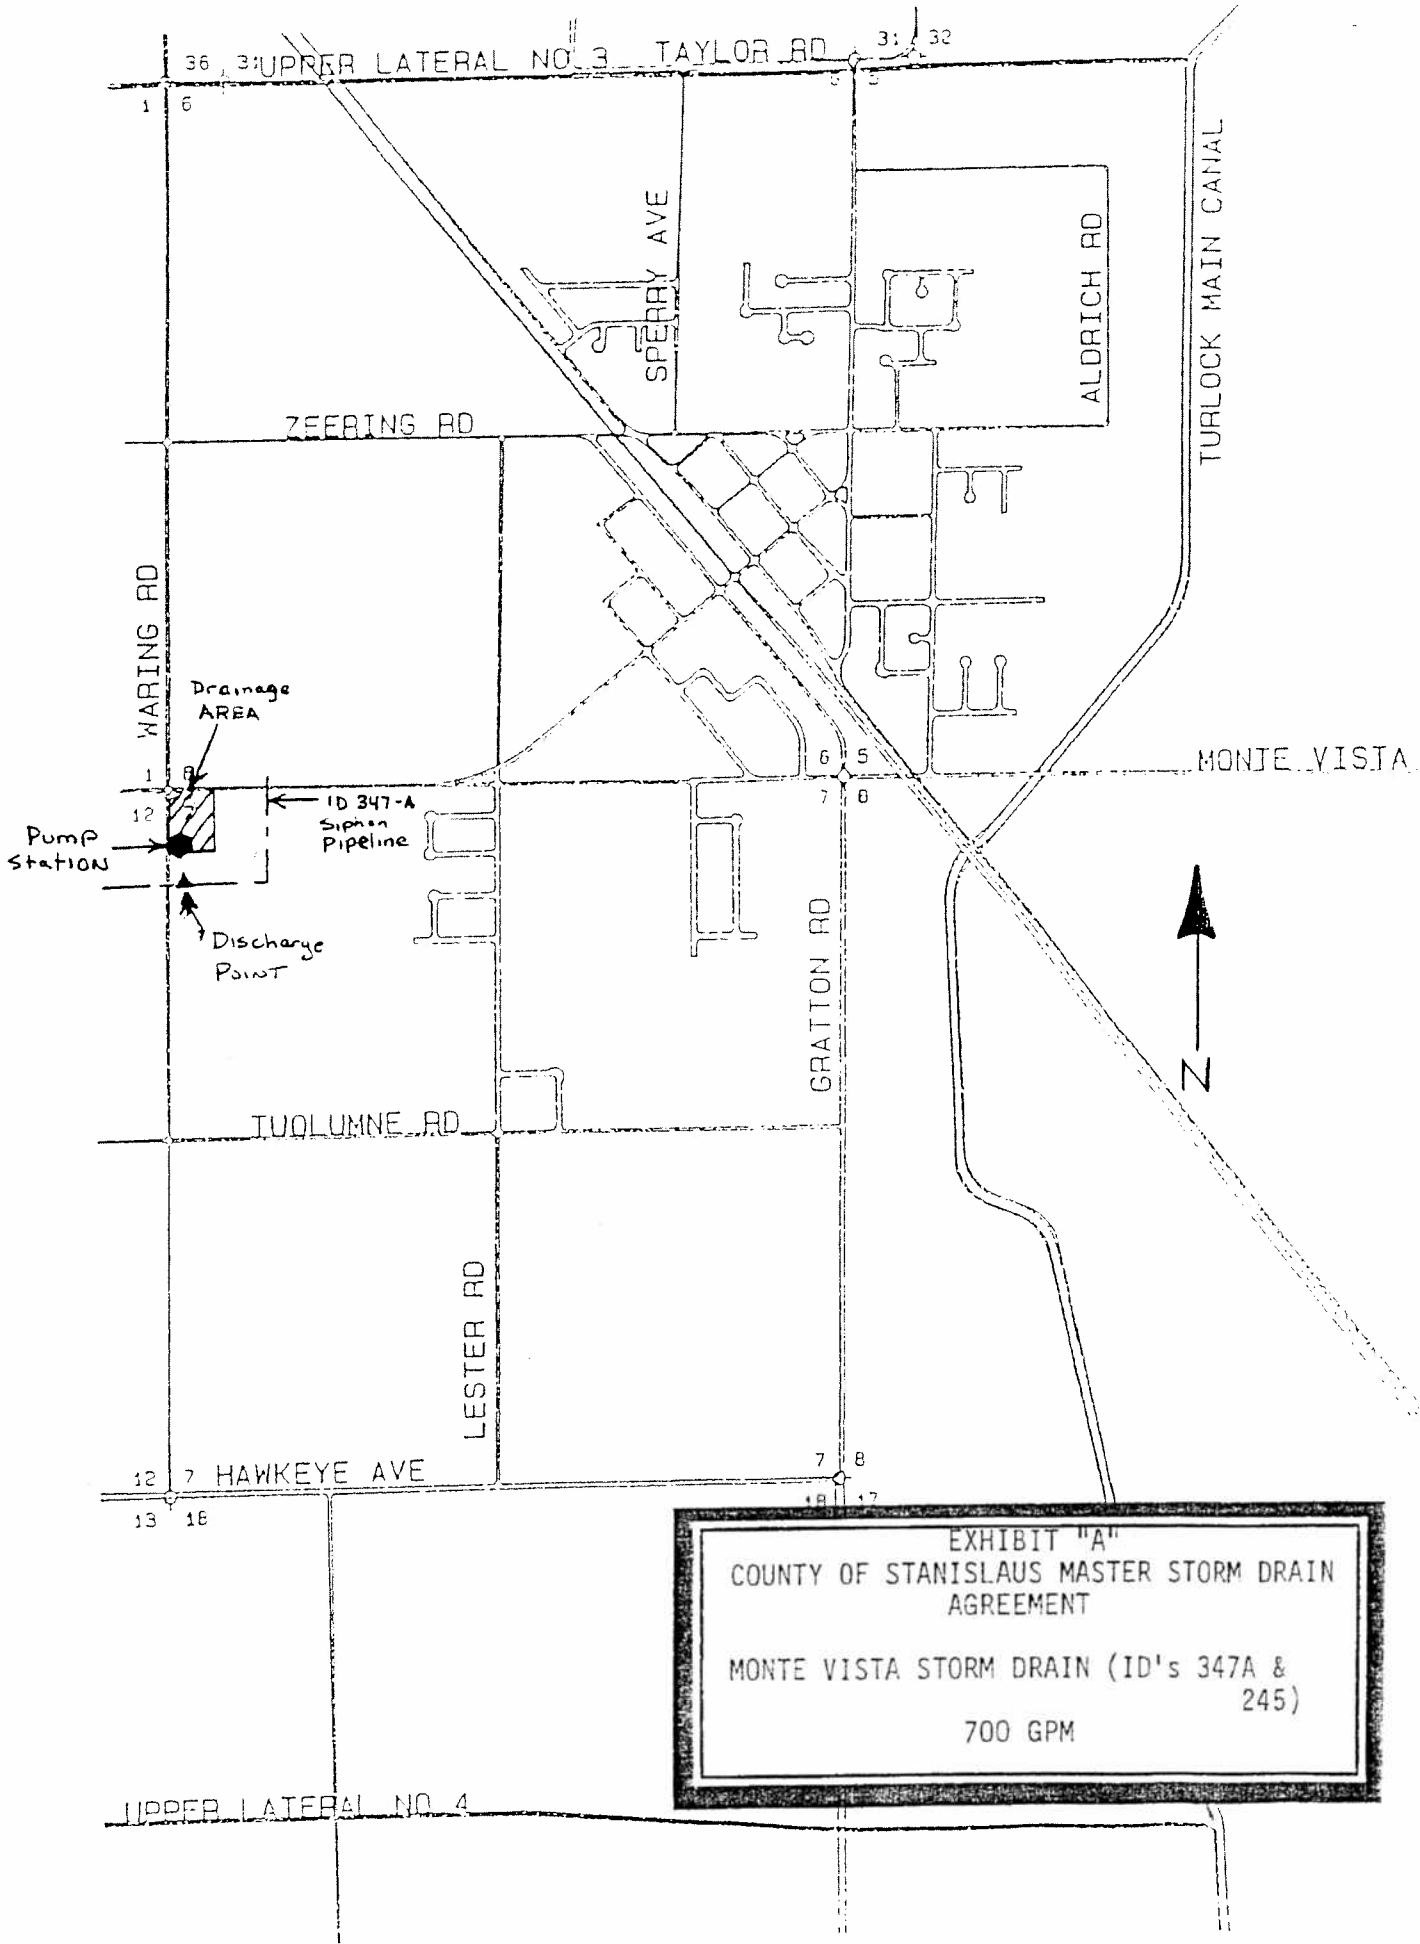 36
31
UPPER LATERAL NO 3
TAYLOR RD
31
32
1
6
SPERRY AVE
ALDRICH RD
TURLOCK MAIN CANAL
ZEERING RD
WARING RD
Drainage
AREA
1
6
5
MONTE VISTA
12
7
8
ID 347-A
Siphon
Pipeline
Pump
Station
Discharge
Point
GRATTON RD
N
TUOLUMNE RD
LESTER RD
12
7
HAWKEYE AVE
7
8
13
18
18
17
EXHIBIT "A"
COUNTY OF STANISLAUS MASTER STORM DRAIN
AGREEMENT
MONTE VISTA STORM DRAIN (ID's 347A &
245)
700 GPM
UPPER LATERAL NO 4